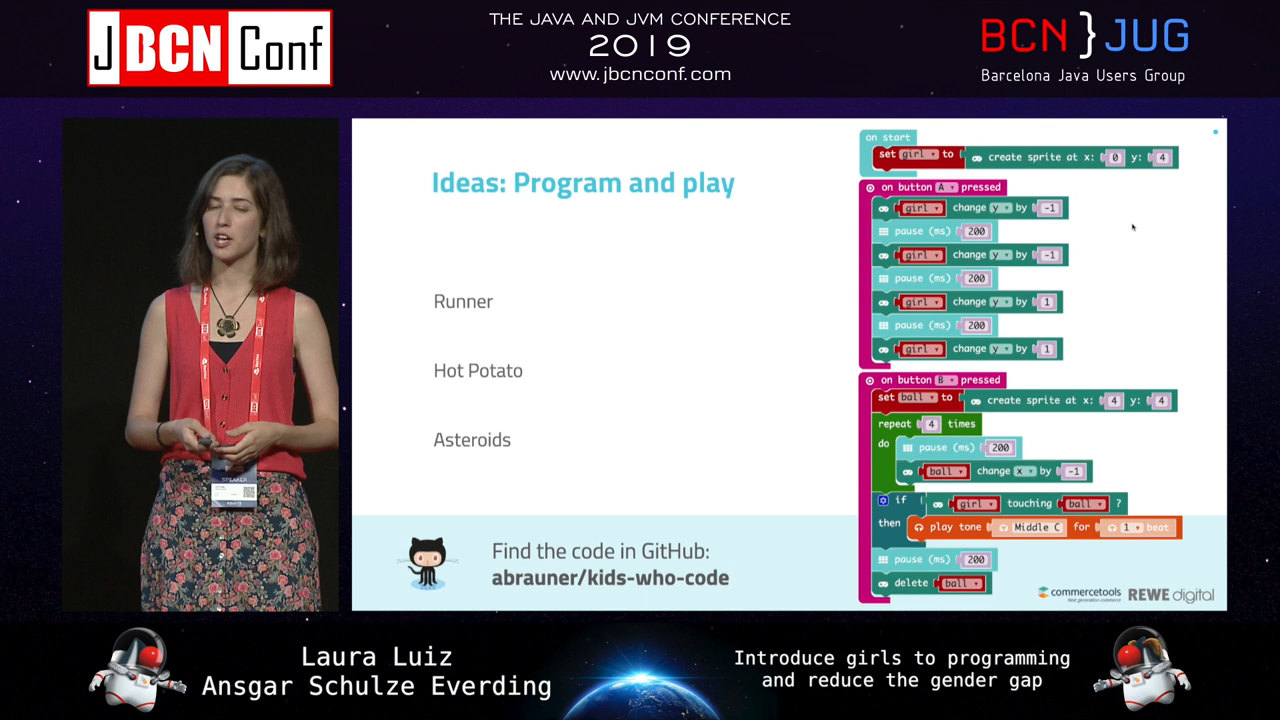 JBCNConf
THE JAVA AND JVM CONFERENCE
2019
www.jbcnconf.com
BCN}JUG
Barcelona Java Users Group
Ideas: Program and play
Runner
Hot Potato
Asteroids
Find the code in GitHub:
abrauner/kids-who-code
on start
set girl to create sprite at x: 0 y: 4
on button A pressed
girl change y by -1
pause (ms) 200
girl change y by -1
pause (ms) 200
girl change y by 1
pause (ms) 200
girl change y by 1
on button B pressed
set ball to create sprite at x: 4 y: 4
repeat 4 times
do pause (ms) 200
ball change x by -1
if girl touching ball ?
then play tone Middle C for 1 beat
pause (ms) 200
delete ball
commercetools
Next generation commerce
REWE digital
SPEAKER
Laura Luiz
Ansgar Schulze Everding
Introduce girls to programming
and reduce the gender gap